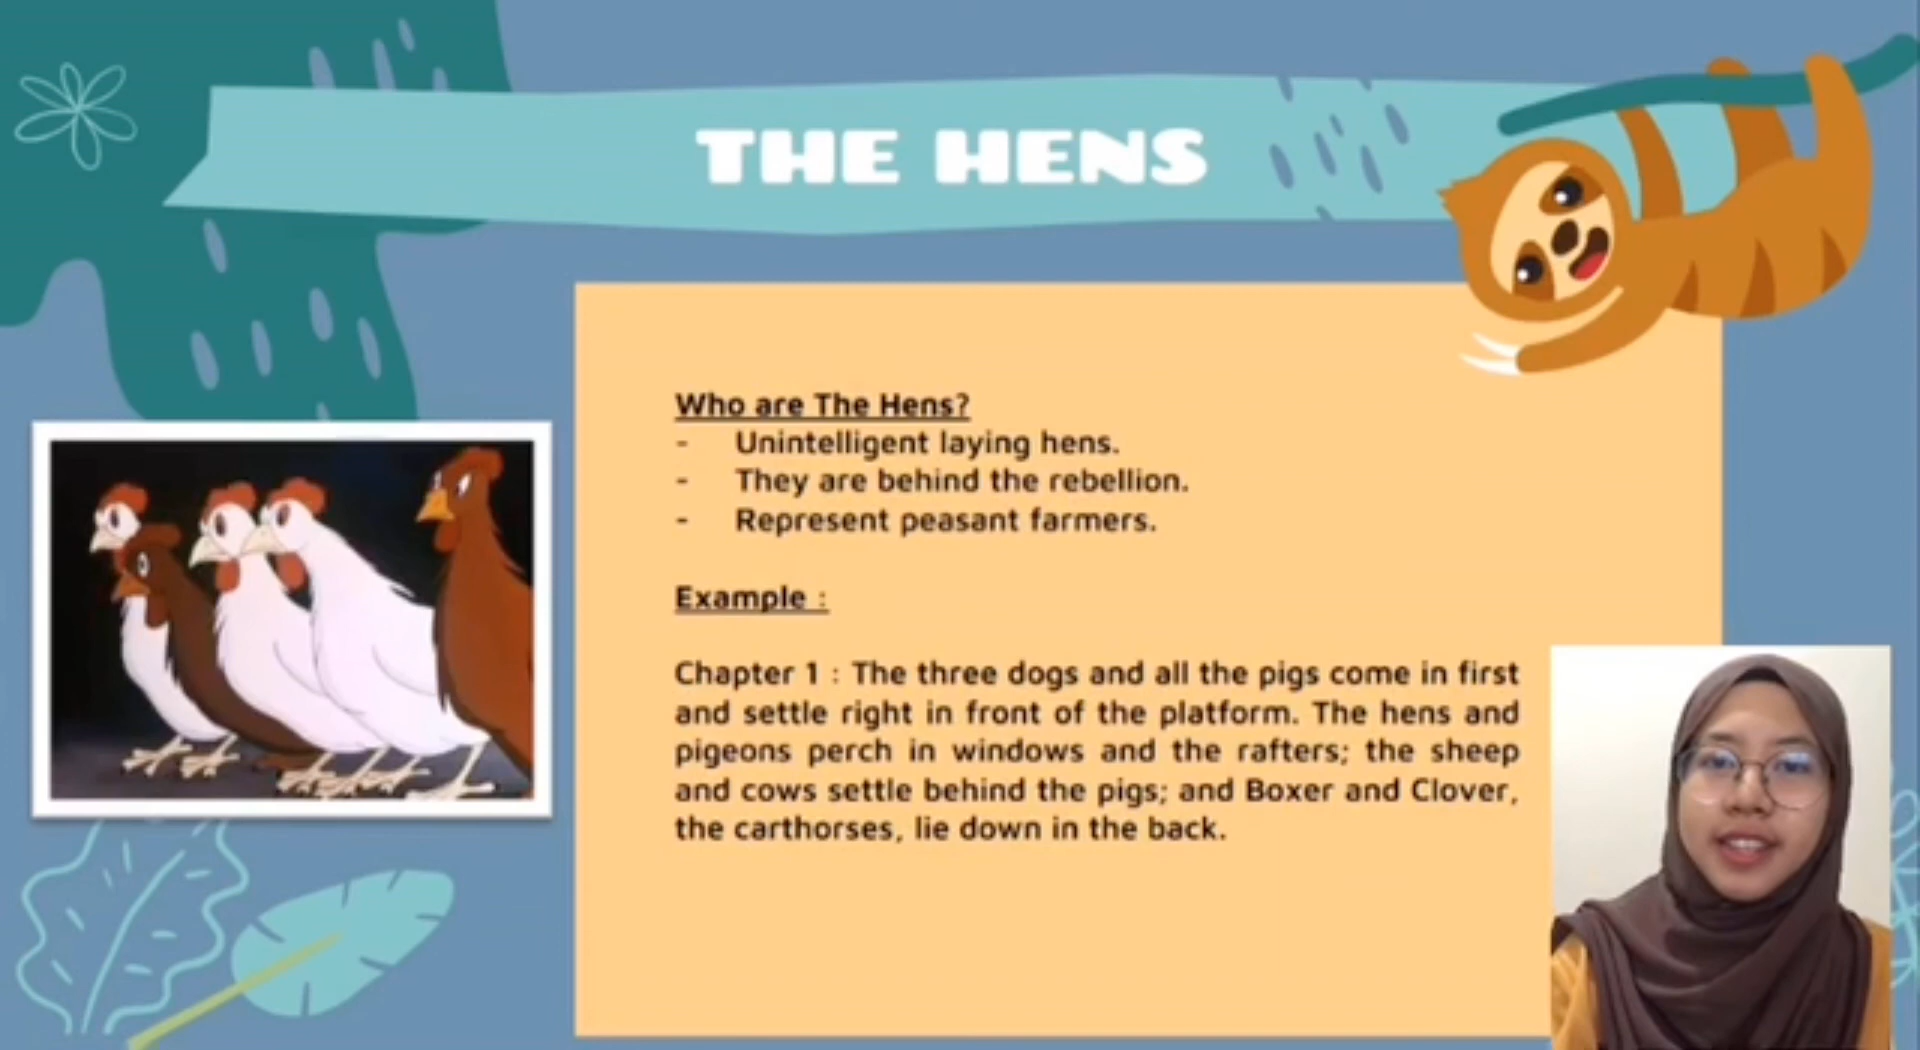 THE HENS
Who are The Hens?
- Unintelligent laying hens.
- They are behind the rebellion.
- Represent peasant farmers.
Example :
Chapter 1 : The three dogs and all the pigs come in first
and settle right in front of the platform. The hens and
pigeons perch in windows and the rafters; the sheep
and cows settle behind the pigs; and Boxer and Clover,
the carthorses, lie down in the back.